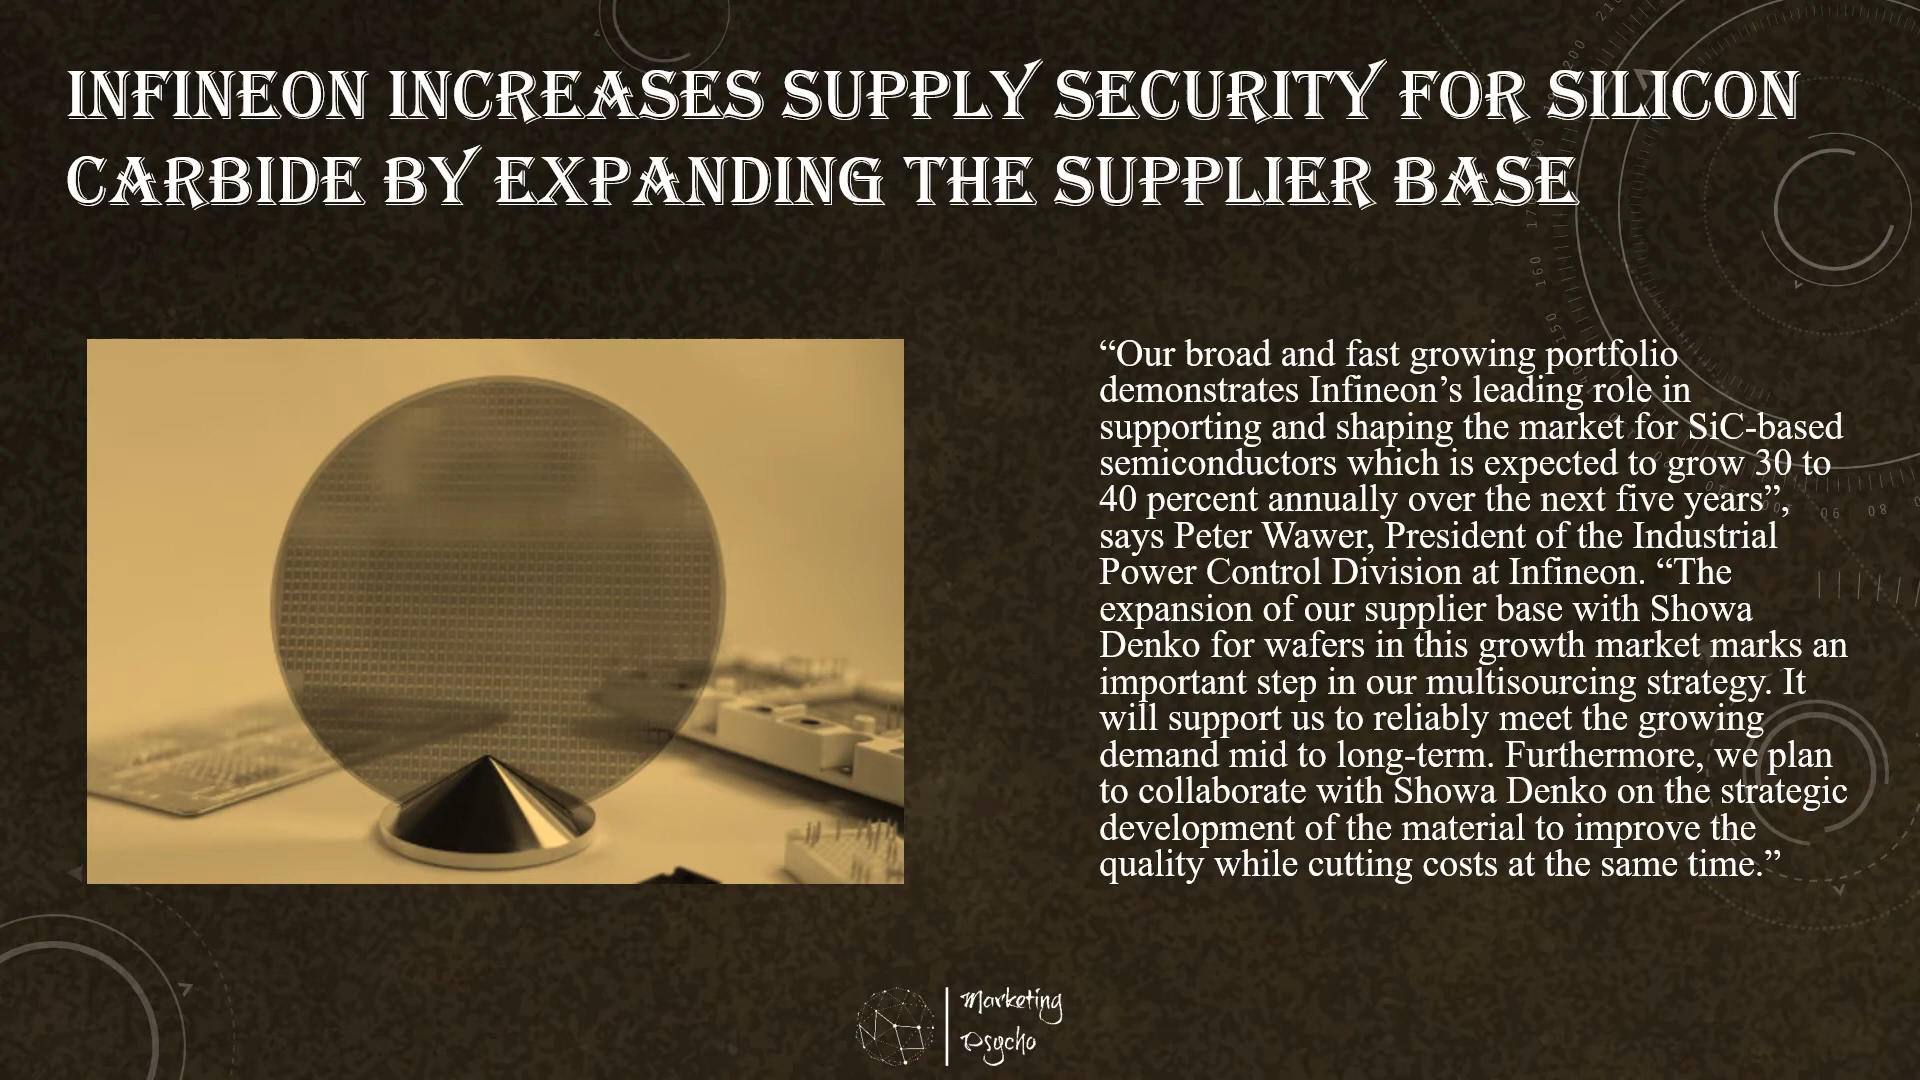 INFINEON INCREASES SUPPLY SECURITY FOR SILICON
CARBIDE BY EXPANDING THE SUPPLIER BASE
“Our broad and fast growing portfolio
demonstrates Infineon’s leading role in
supporting and shaping the market for SiC-based
semiconductors which is expected to grow 30 to
40 percent annually over the next five years”,
says Peter Wawer, President of the Industrial
Power Control Division at Infineon. “The
expansion of our supplier base with Showa
Denko for wafers in this growth market marks an
important step in our multisourcing strategy. It
will support us to reliably meet the growing
demand mid to long-term. Furthermore, we plan
to collaborate with Showa Denko on the strategic
development of the material to improve the
quality while cutting costs at the same time.”
Marketing
Psycho